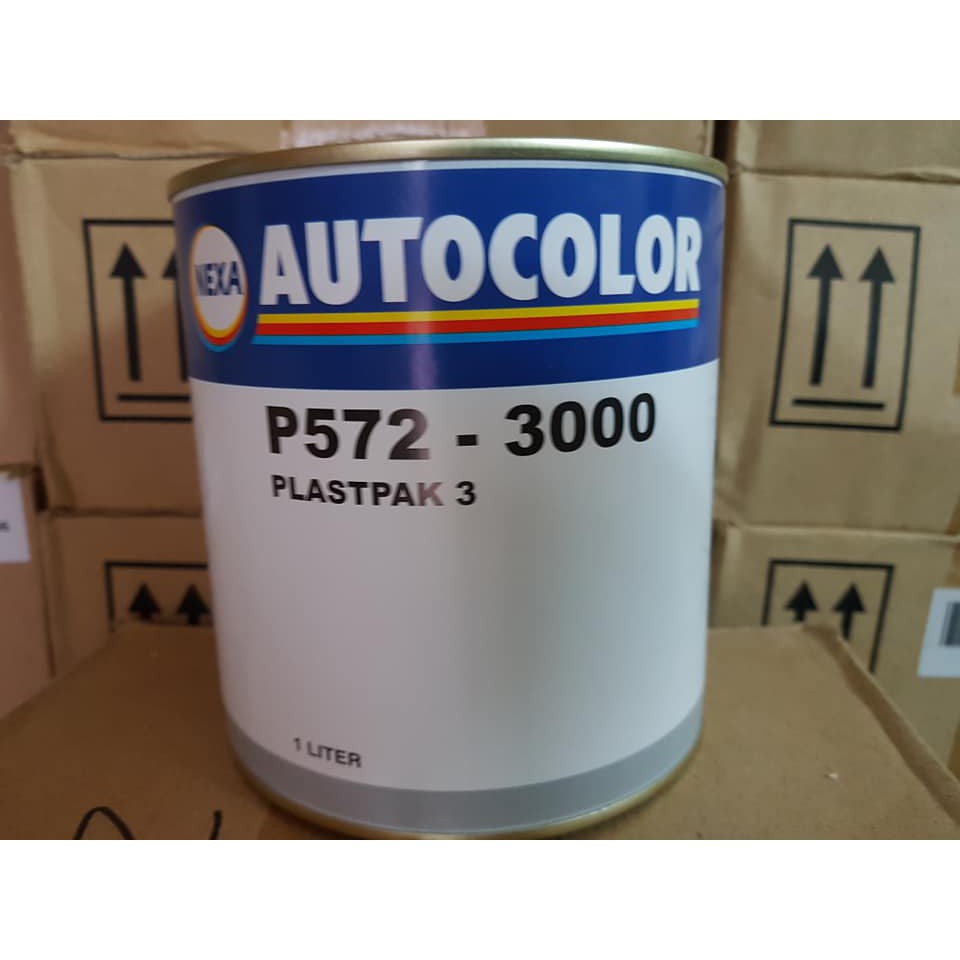 NEXA AUTOCOLOR
P572 - 3000
PLASTPAK 3
1 LITER